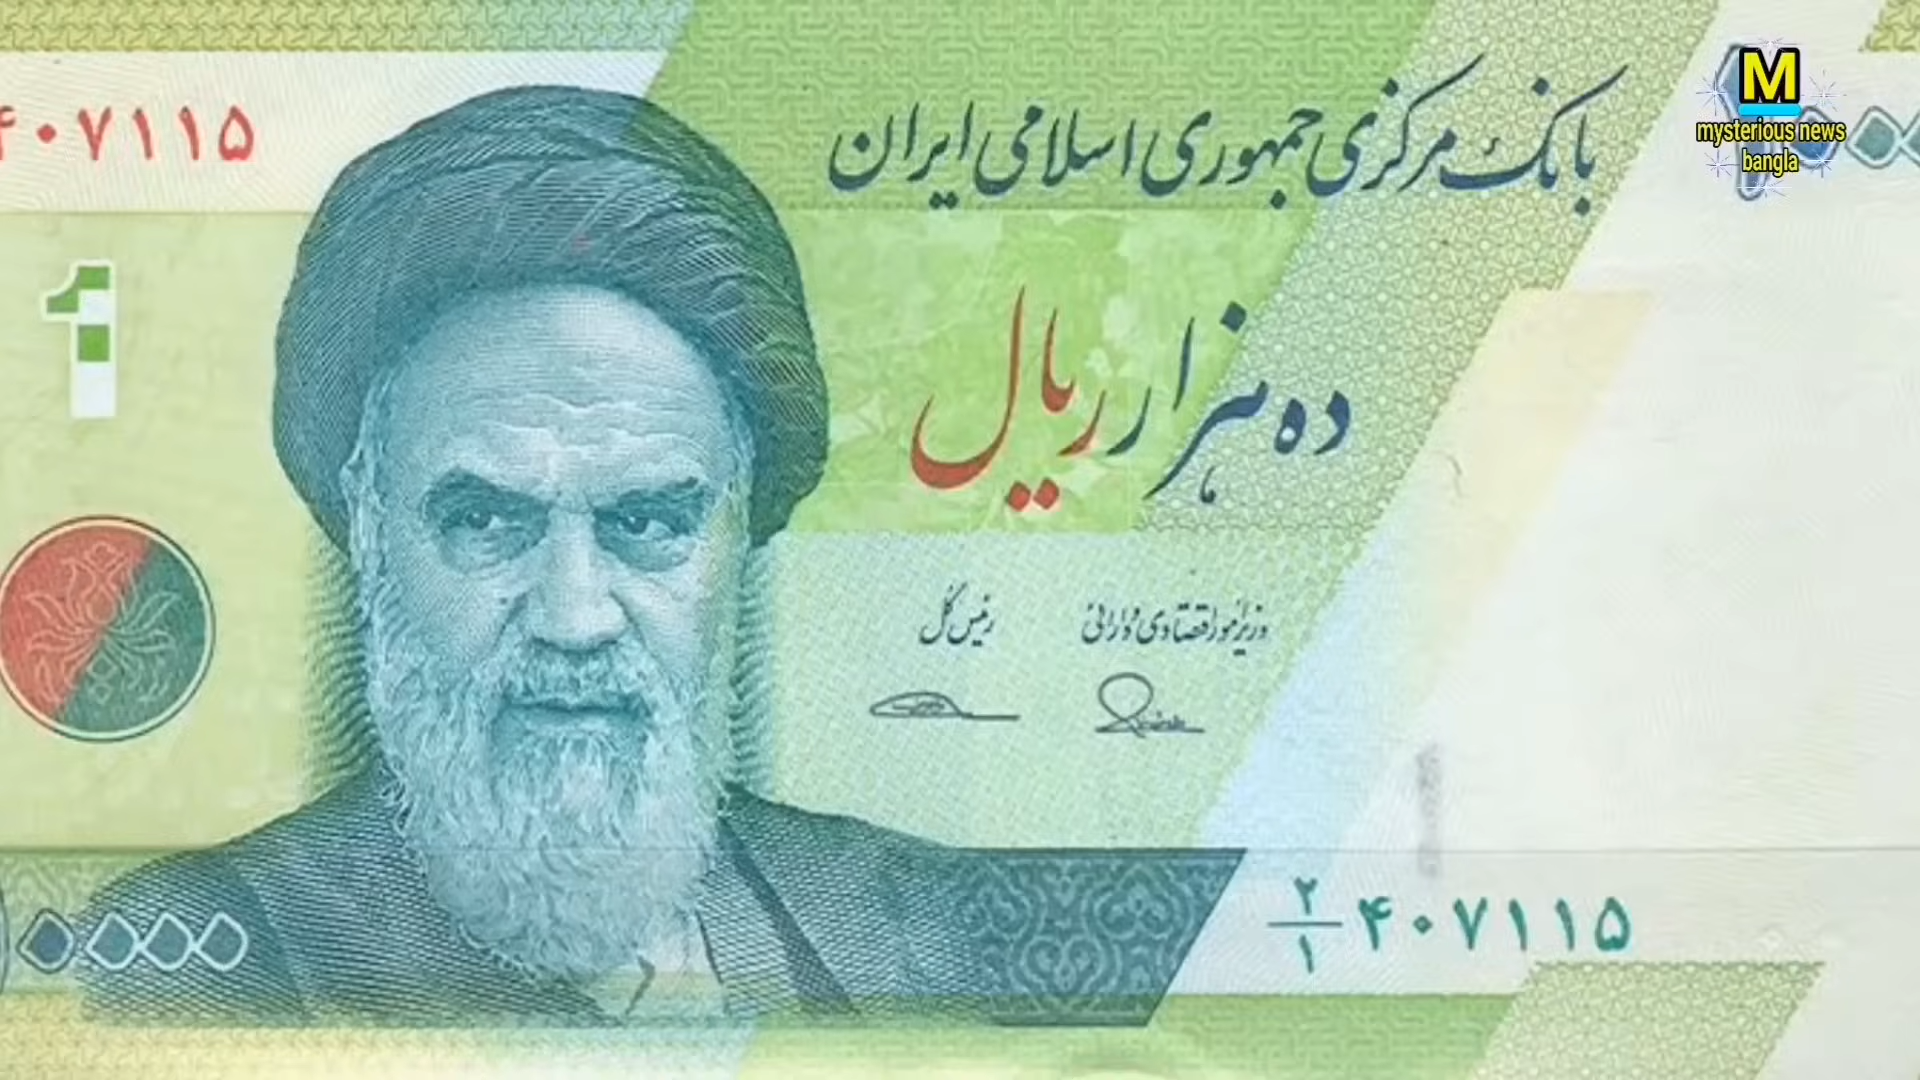 بانک مرکزی جمهوری اسلامی ایران
M
mysterious news
bangla
۴۰۷۱۱۵
1
ده هزار ریال
وزیر امور اقتصادی و دارائی
رئیس کل
۲/۱ ۴۰۷۱۱۵